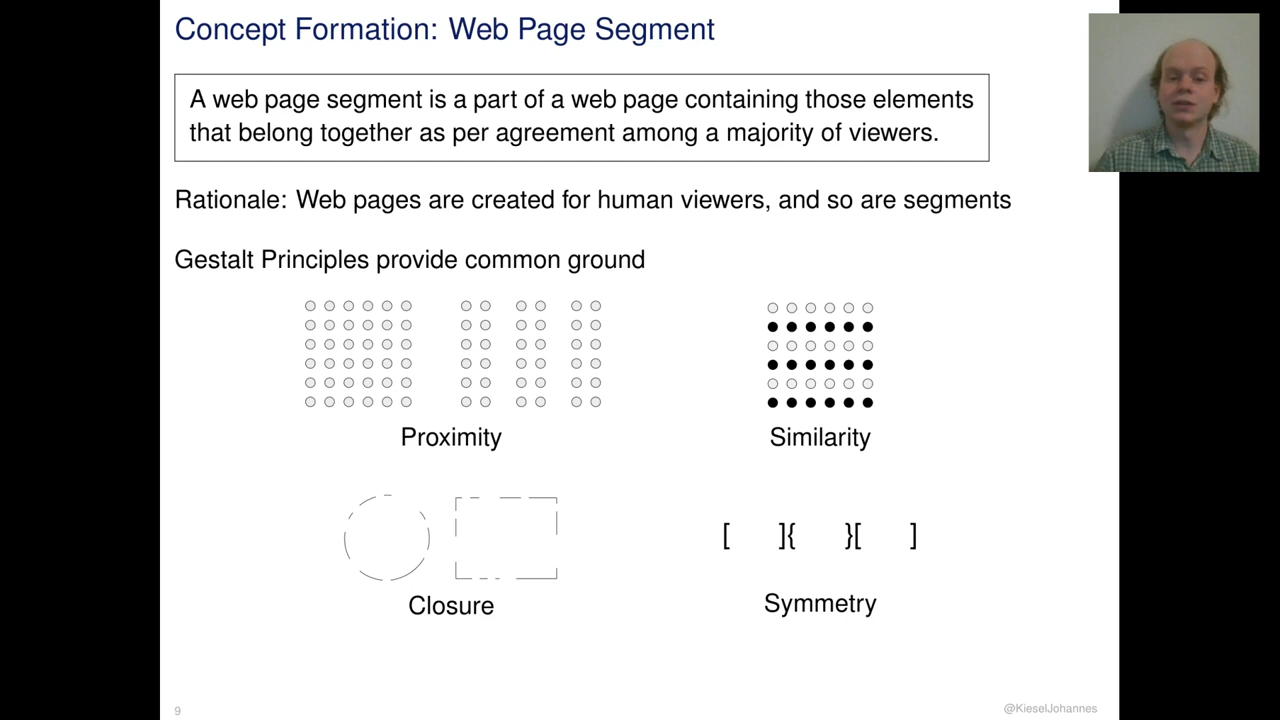 Concept Formation: Web Page Segment
A web page segment is a part of a web page containing those elements
that belong together as per agreement among a majority of viewers.
Rationale: Web pages are created for human viewers, and so are segments
Gestalt Principles provide common ground
Proximity
Similarity
[ ]{ }[ ]
Closure
Symmetry
9
@KieselJohannes